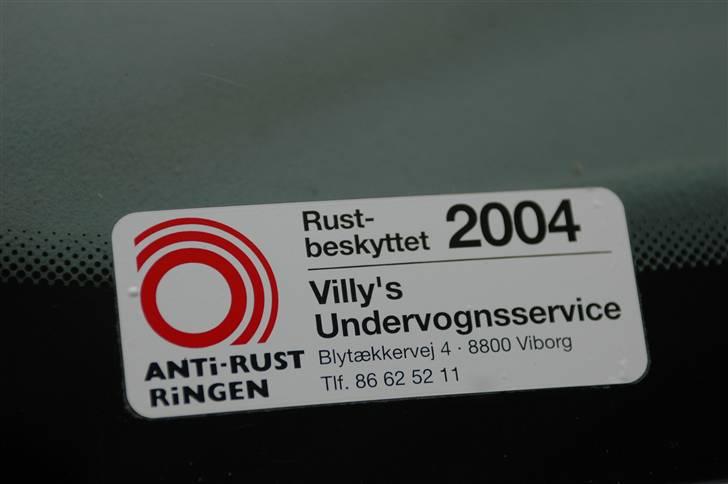 Rust-
beskyttet 2004
Villy's
Undervognsservice
Blytækkervej 4 · 8800 Viborg
Tlf. 86 62 52 11
ANTi-RUST
RiNGEN